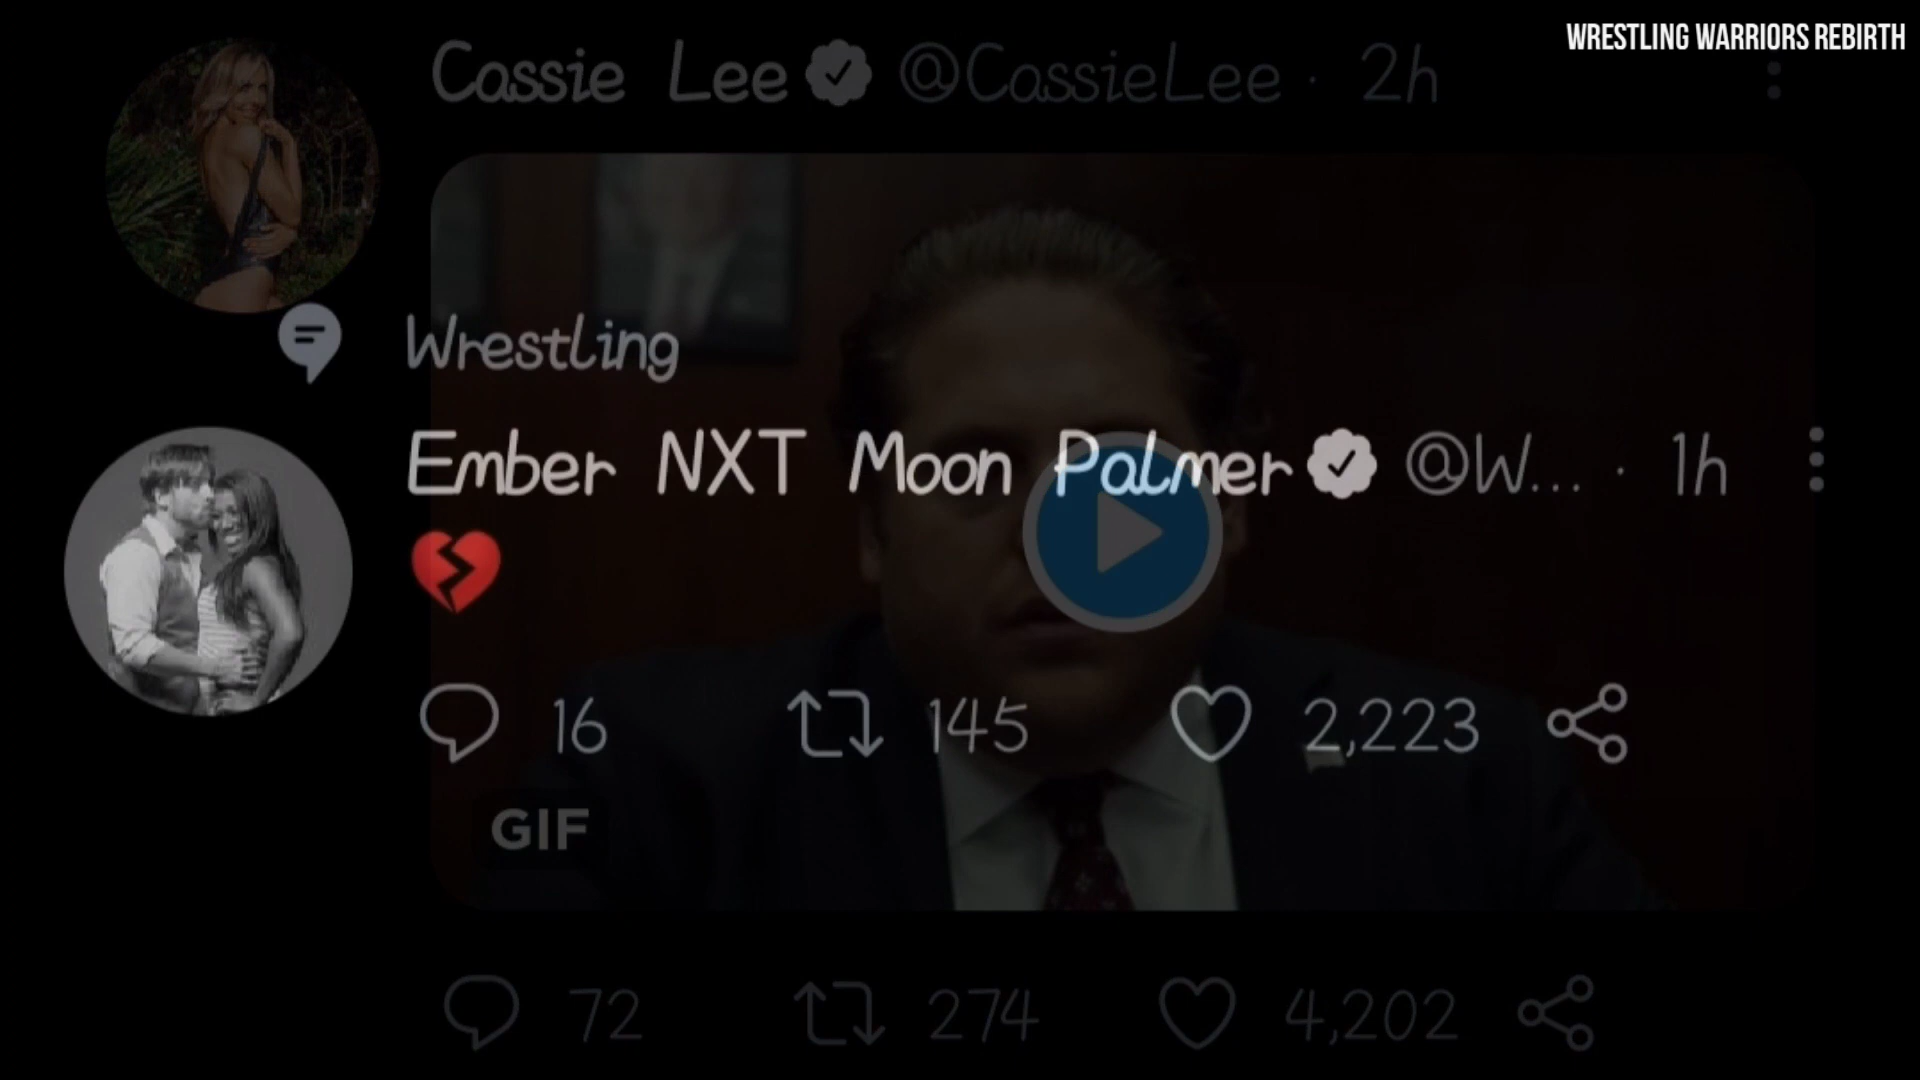 WRESTLING WARRIORS REBIRTH
Cassie Lee @CassieLee · 2h
Wrestling
Ember NXT Moon Palmer @W... · 1h
💔
16 145 2,223
GIF
72 274 4,202